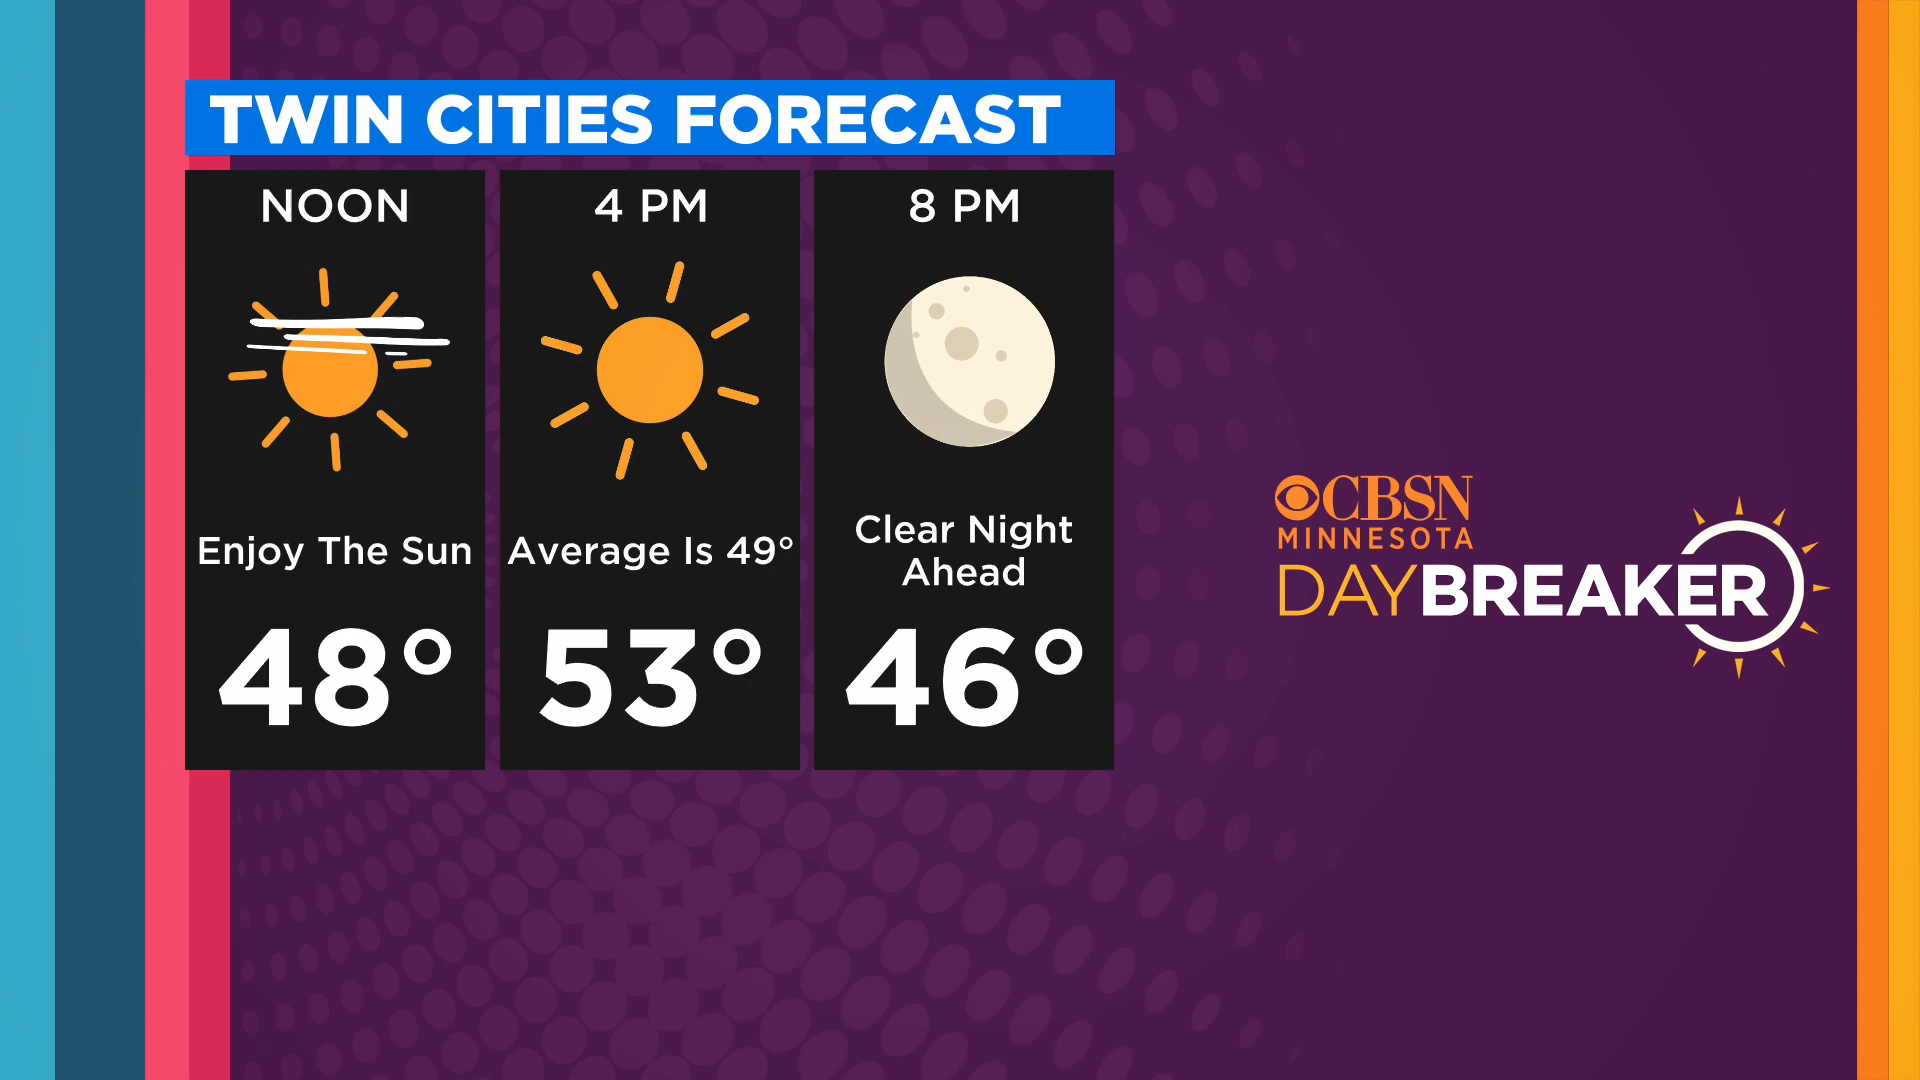 TWIN CITIES FORECAST
NOON
Enjoy The Sun
48°
4 PM
Average Is 49°
53°
8 PM
Clear Night
Ahead
46°
CBSN
MINNESOTA
DAYBREAKER